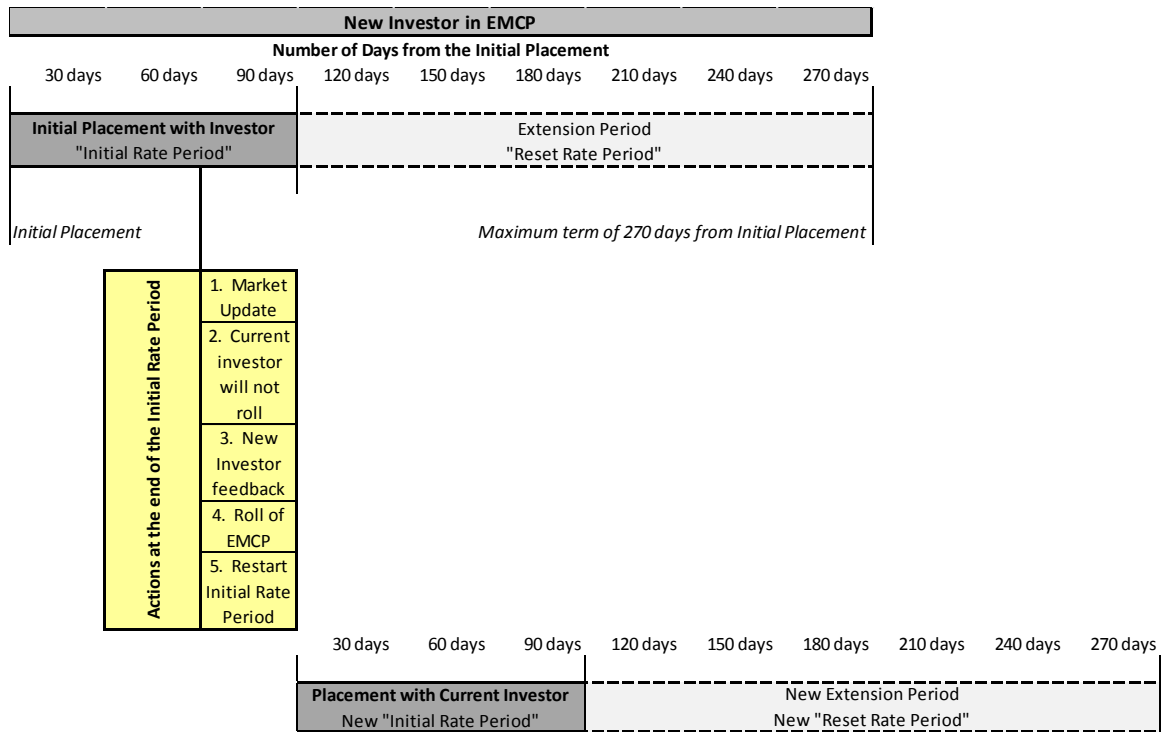 New Investor in EMCP
Number of Days from the Initial Placement
30 days 60 days 90 days 120 days 150 days 180 days 210 days 240 days 270 days
Initial Placement with Investor
"Initial Rate Period"
Extension Period
"Reset Rate Period"
Initial Placement
Maximum term of 270 days from Initial Placement
Actions at the end of the Initial Rate Period
1. Market
Update
2. Current
investor
will not
roll
3. New
Investor
feedback
4. Roll of
EMCP
5. Restart
Initial Rate
Period
30 days 60 days 90 days 120 days 150 days 180 days 210 days 240 days 270 days
Placement with Current Investor
New "Initial Rate Period"
New Extension Period
New "Reset Rate Period"